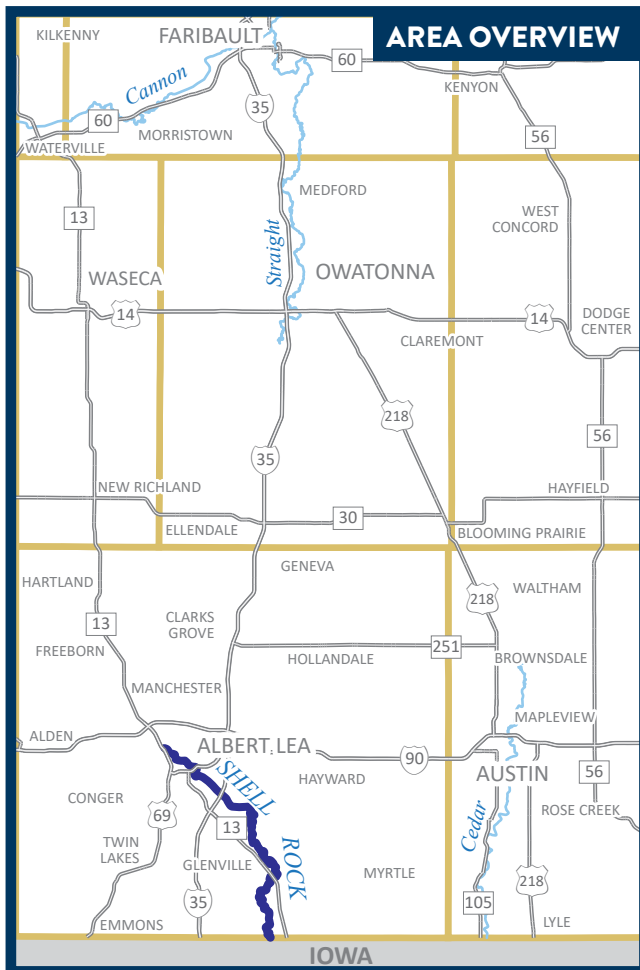 AREA OVERVIEW
KILKENNY
FARIBAULT
60
KENYON
Cannon
35
60
MORRISTOWN
56
WATERVILLE
MEDFORD
13
WEST
CONCORD
Straight
WASECA
OWATONNA
14
14
DODGE
CENTER
CLAREMONT
218
56
35
NEW RICHLAND
HAYFIELD
30
ELLENDALE
BLOOMING PRAIRIE
GENEVA
HARTLAND
WALTHAM
218
CLARKS
GROVE
13
FREEBORN
251
HOLLANDALE
BROWNSDALE
MANCHESTER
MAPLEVIEW
ALDEN
ALBERT LEA
90
HAYWARD
AUSTIN
56
SHELL
ROCK
CONGER
69
ROSE CREEK
13
Cedar
TWIN
LAKES
GLENVILLE
MYRTLE
218
35
105
EMMONS
LYLE
IOWA